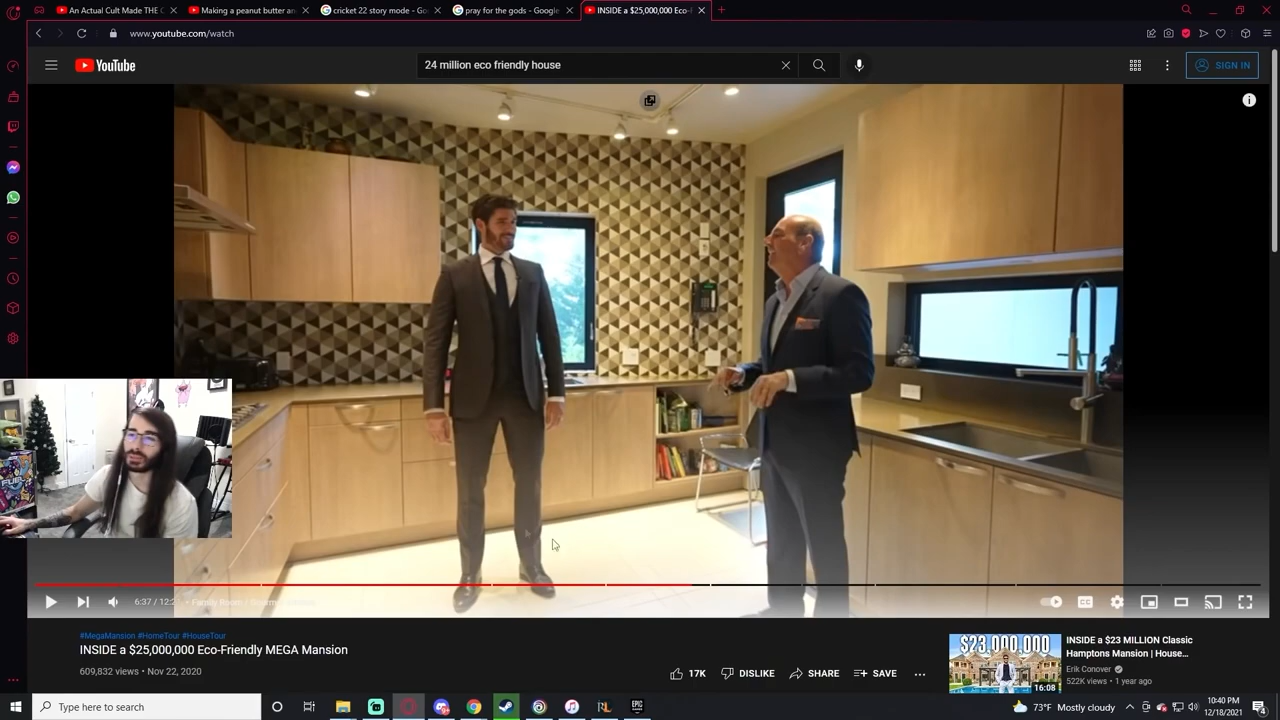 An Actual Cult Made THE C
Making a peanut butter an
cricket 22 story mode - Goo
pray for the gods - Google
INSIDE a $25,000,000 Eco-F
www.youtube.com/watch
YouTube
24 million eco friendly house
SIGN IN
6:37 / 12:2
CC
#MegaMansion #HomeTour #HouseTour
INSIDE a $25,000,000 Eco-Friendly MEGA Mansion
609,832 views • Nov 22, 2020
17K
DISLIKE
SHARE
SAVE
$23,000,000
16:08
INSIDE a $23 MILLION Classic
Hamptons Mansion | House...
Erik Conover
522K views • 1 year ago
Type here to search
EPIC
73°F Mostly cloudy
10:40 PM
12/18/2021